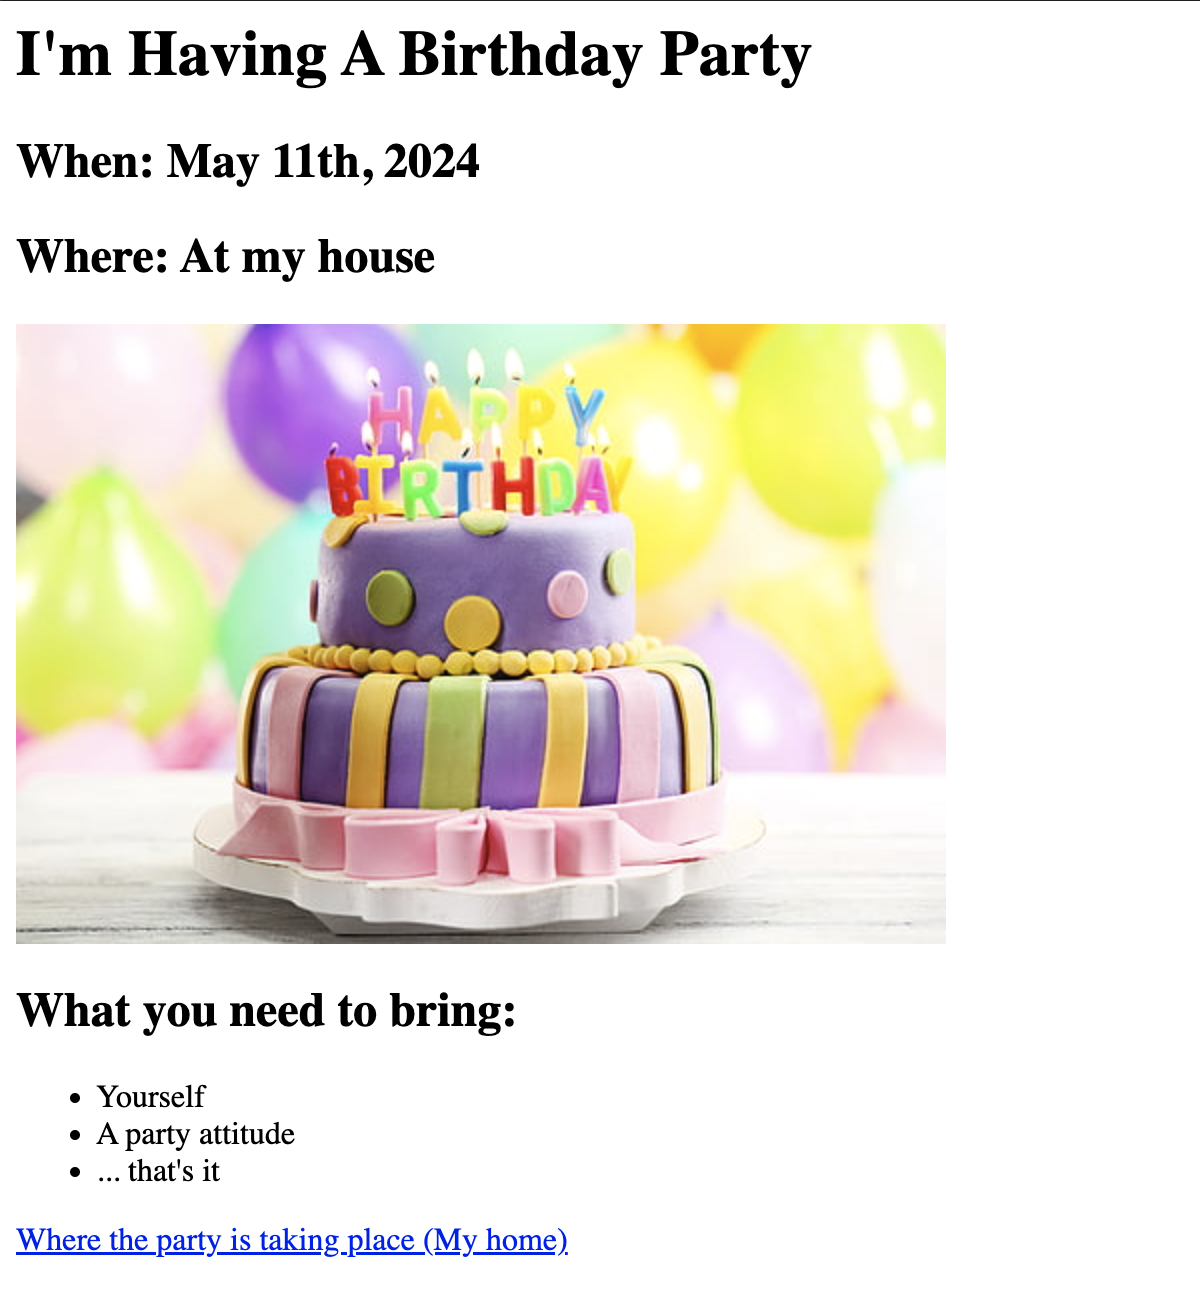 I'm Having A Birthday Party
When: May 11th, 2024
Where: At my house
HAPPY
BIRTHDAY
What you need to bring:
Yourself
A party attitude
... that's it
Where the party is taking place (My home)